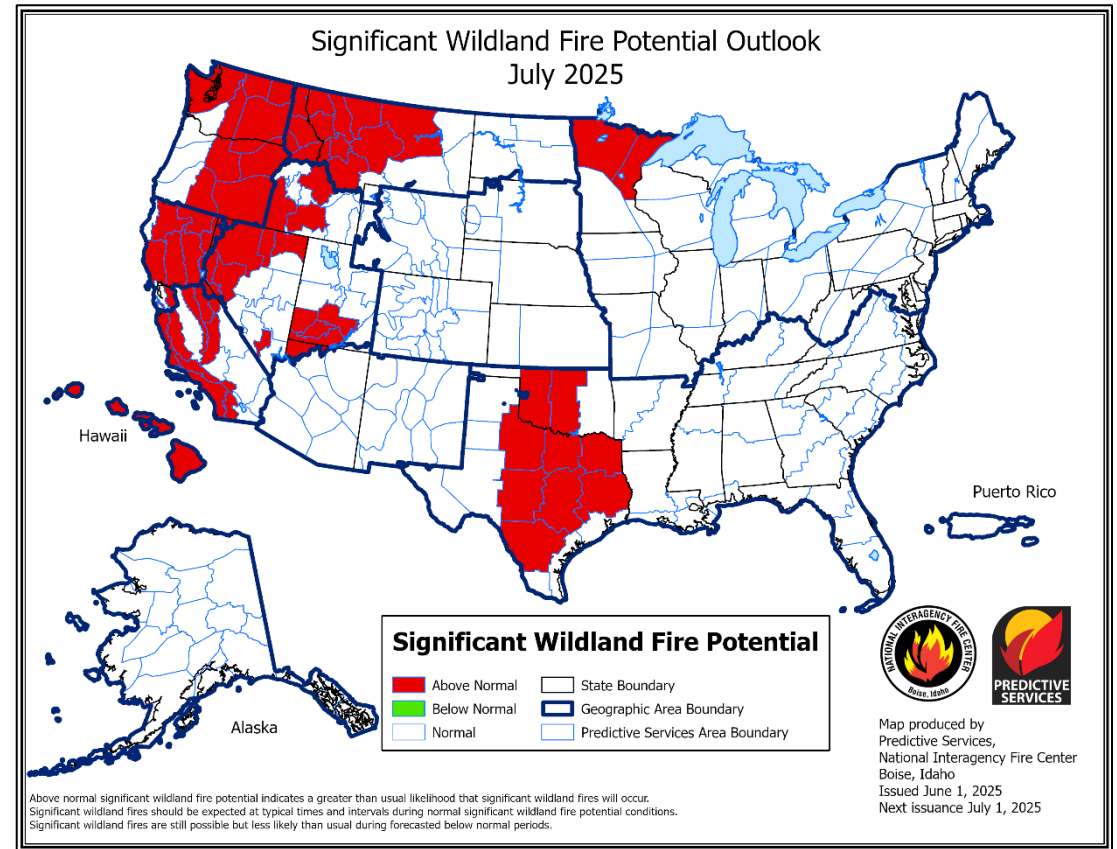 Significant Wildland Fire Potential Outlook
July 2025
Hawaii
Puerto Rico
Alaska
Significant Wildland Fire Potential
Above Normal
State Boundary
Below Normal
Geographic Area Boundary
Normal
Predictive Services Area Boundary
NATIONAL INTERAGENCY FIRE CENTER
Boise, Idaho
PREDICTIVE
SERVICES
Map produced by
Predictive Services,
National Interagency Fire Center
Boise, Idaho
Issued June 1, 2025
Next issuance July 1, 2025
Above normal significant wildland fire potential indicates a greater than usual likelihood that significant wildland fires will occur.
Significant wildland fires should be expected at typical times and intervals during normal significant wildland fire potential conditions.
Significant wildland fires are still possible but less likely than usual during forecasted below normal periods.